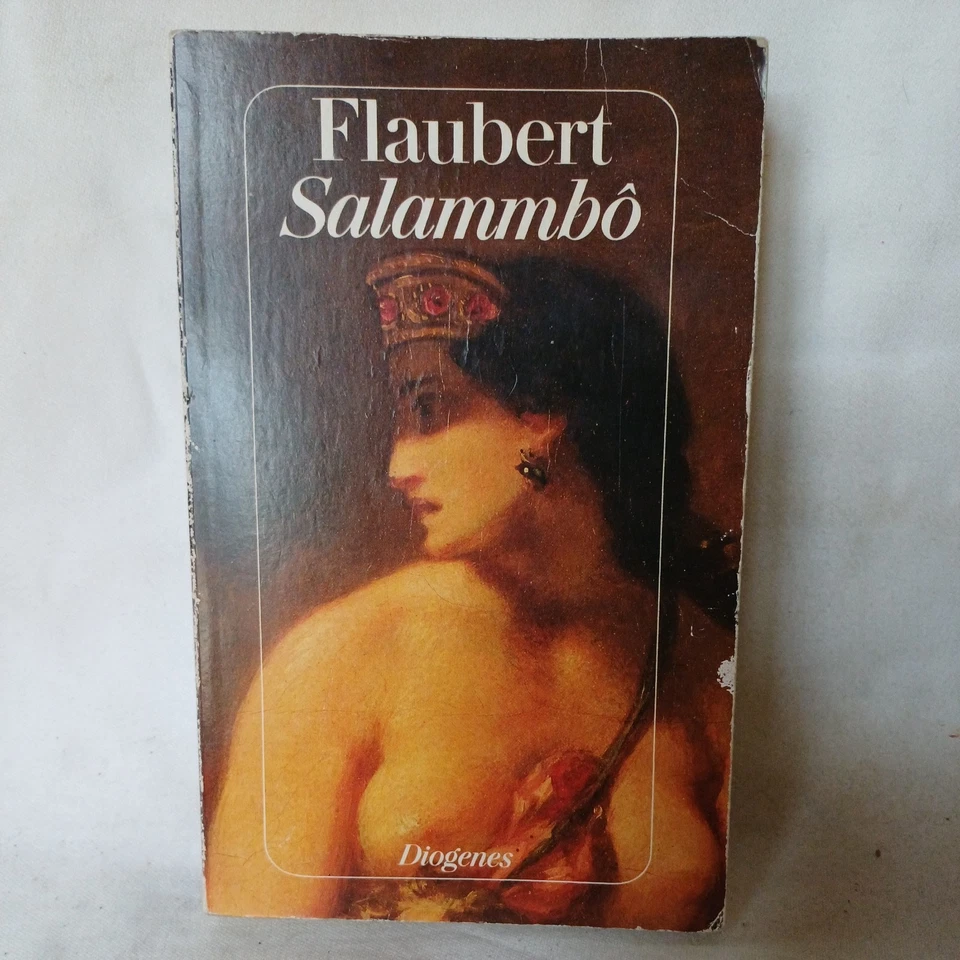 Flaubert
Salammbô
Diogenes